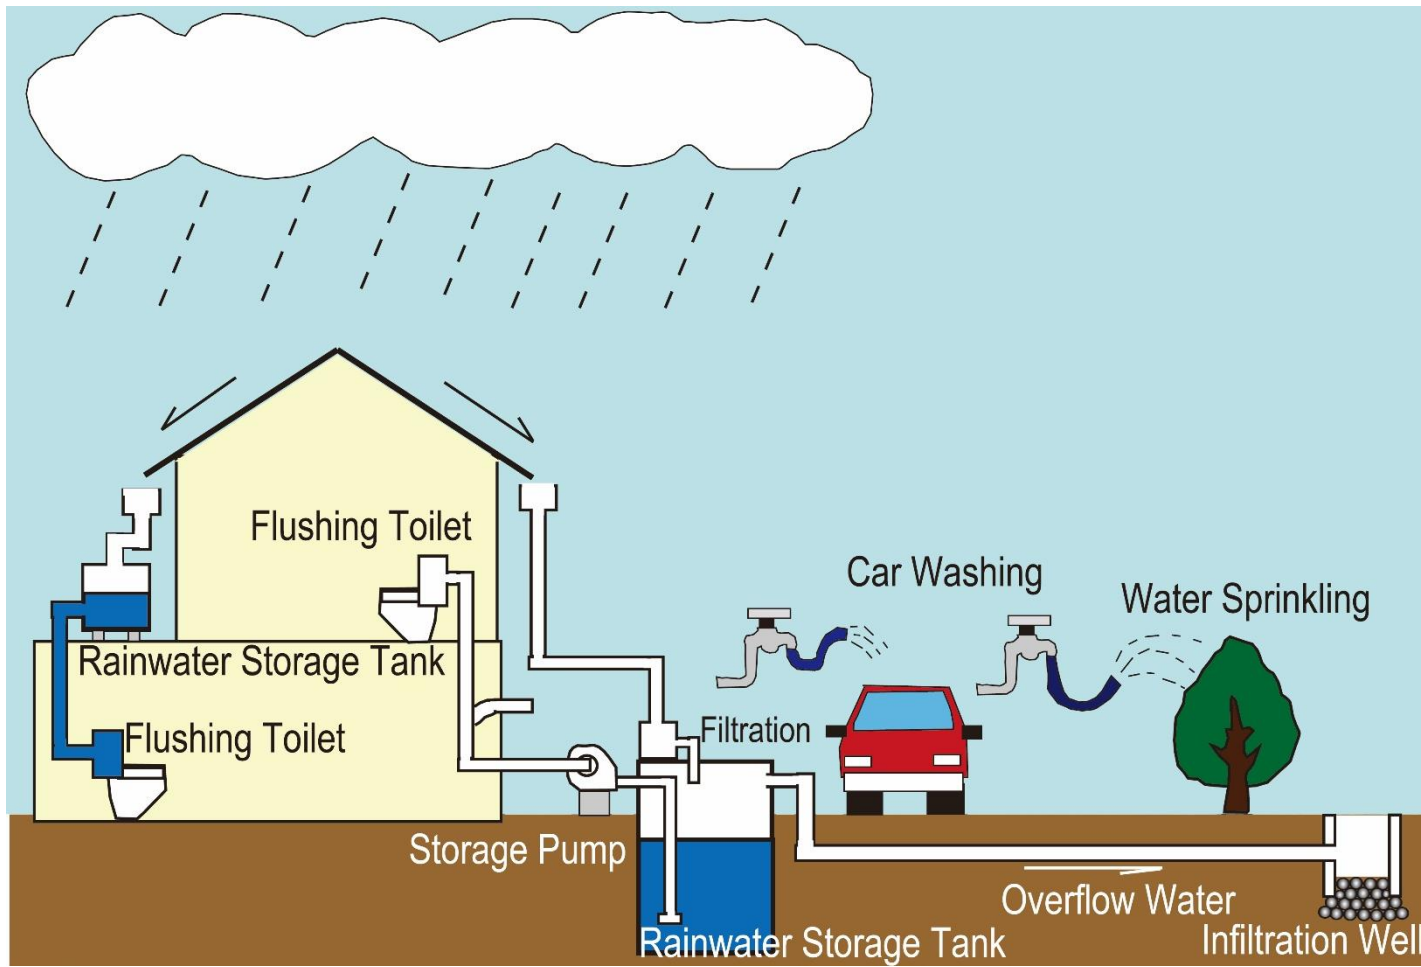 Flushing Toilet
Car Washing
Water Sprinkling
Rainwater Storage Tank
Flushing Toilet
Filtration
Storage Pump
Overflow Water
Rainwater Storage Tank
Infiltration Well